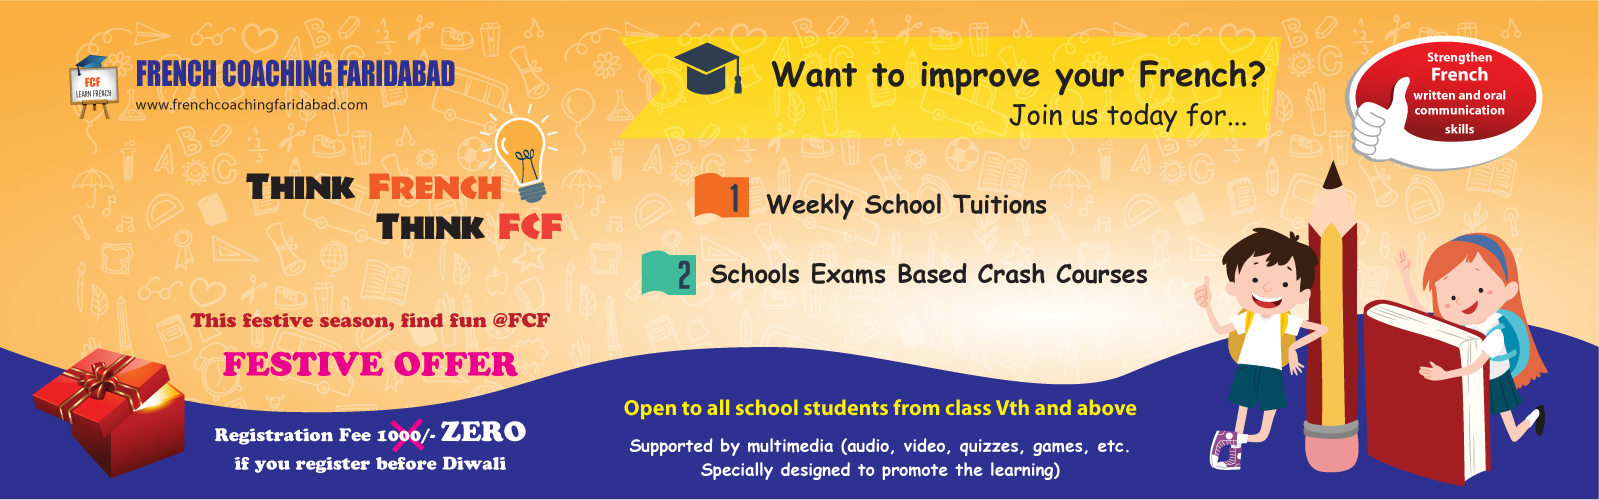 FCF
LEARN FRENCH
FRENCH COACHING FARIDABAD
www.frenchcoachingfaridabad.com
THINK FRENCH
THINK FCF
This festive season, find fun @FCF
FESTIVE OFFER
Registration Fee 1000/- ZERO
if you register before Diwali
Want to improve your French?
Join us today for...
1 Weekly School Tuitions
2 Schools Exams Based Crash Courses
Open to all school students from class Vth and above
Supported by multimedia (audio, video, quizzes, games, etc.
Specially designed to promote the learning)
Strengthen
French
written and oral
communication
skills